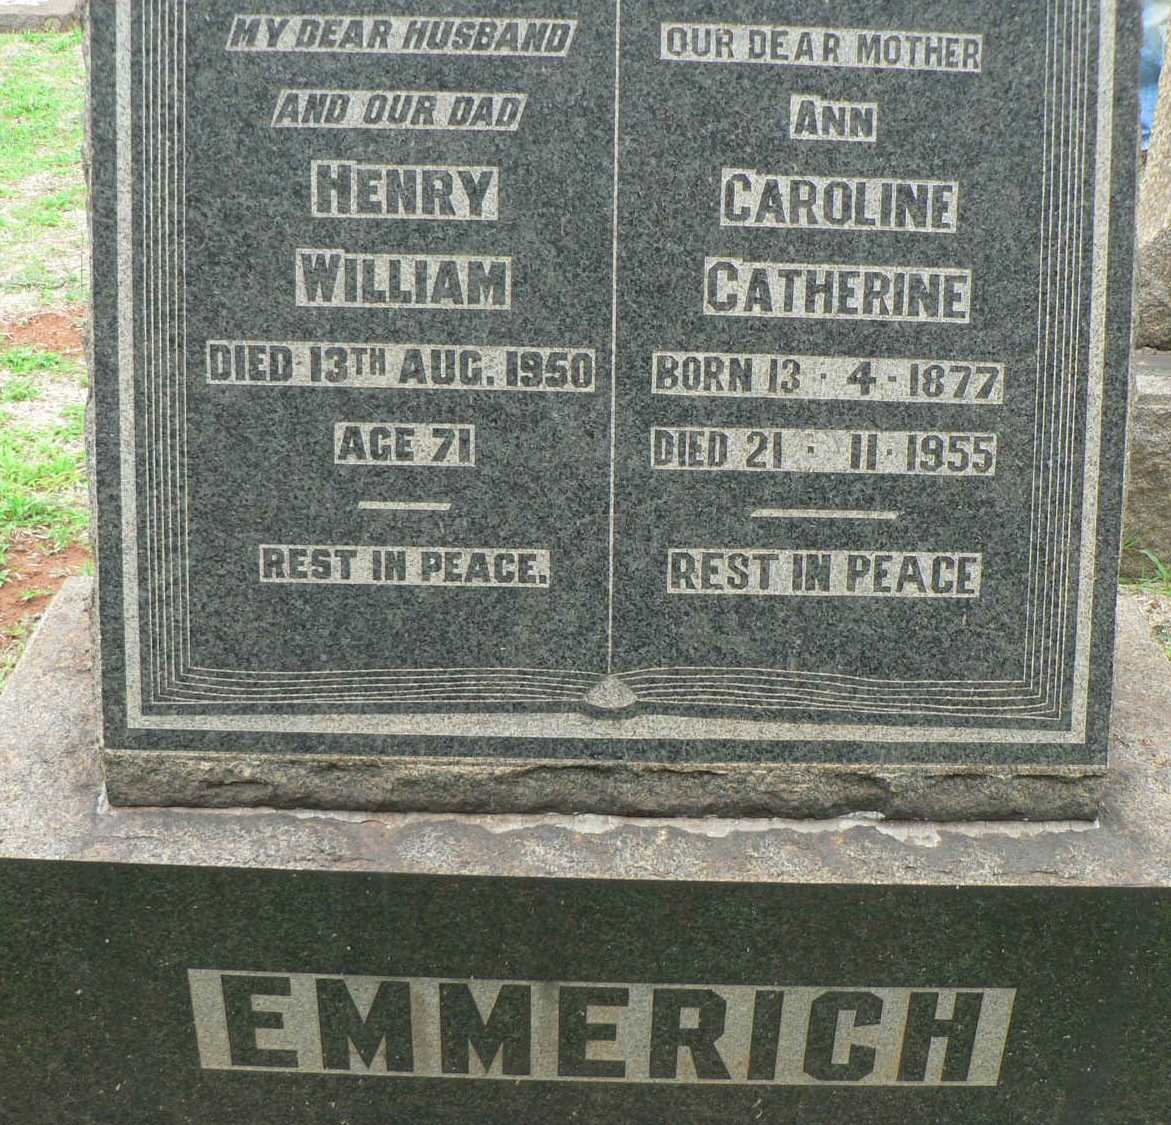 MY DEAR HUSBAND
AND OUR DAD
HENRY
WILLIAM
DIED 13TH AUG. 1950
AGE 71
REST IN PEACE.
OUR DEAR MOTHER
ANN
CAROLINE
CATHERINE
BORN 13 · 4 · 1877
DIED 21 · 11 · 1955
REST IN PEACE
EMMERICH